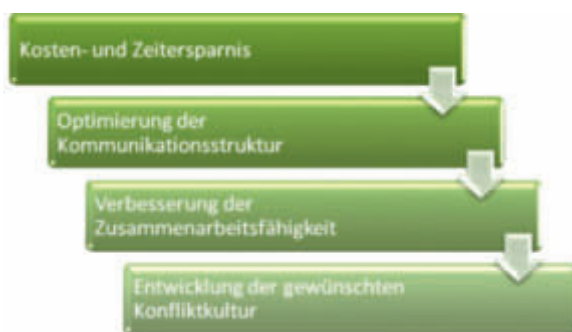 Kosten- und Zeitersparnis
Optimierung der
Kommunikationsstruktur
Verbesserung der
Zusammenarbeitsfähigkeit
Entwicklung der gewünschten
Konfliktkultur